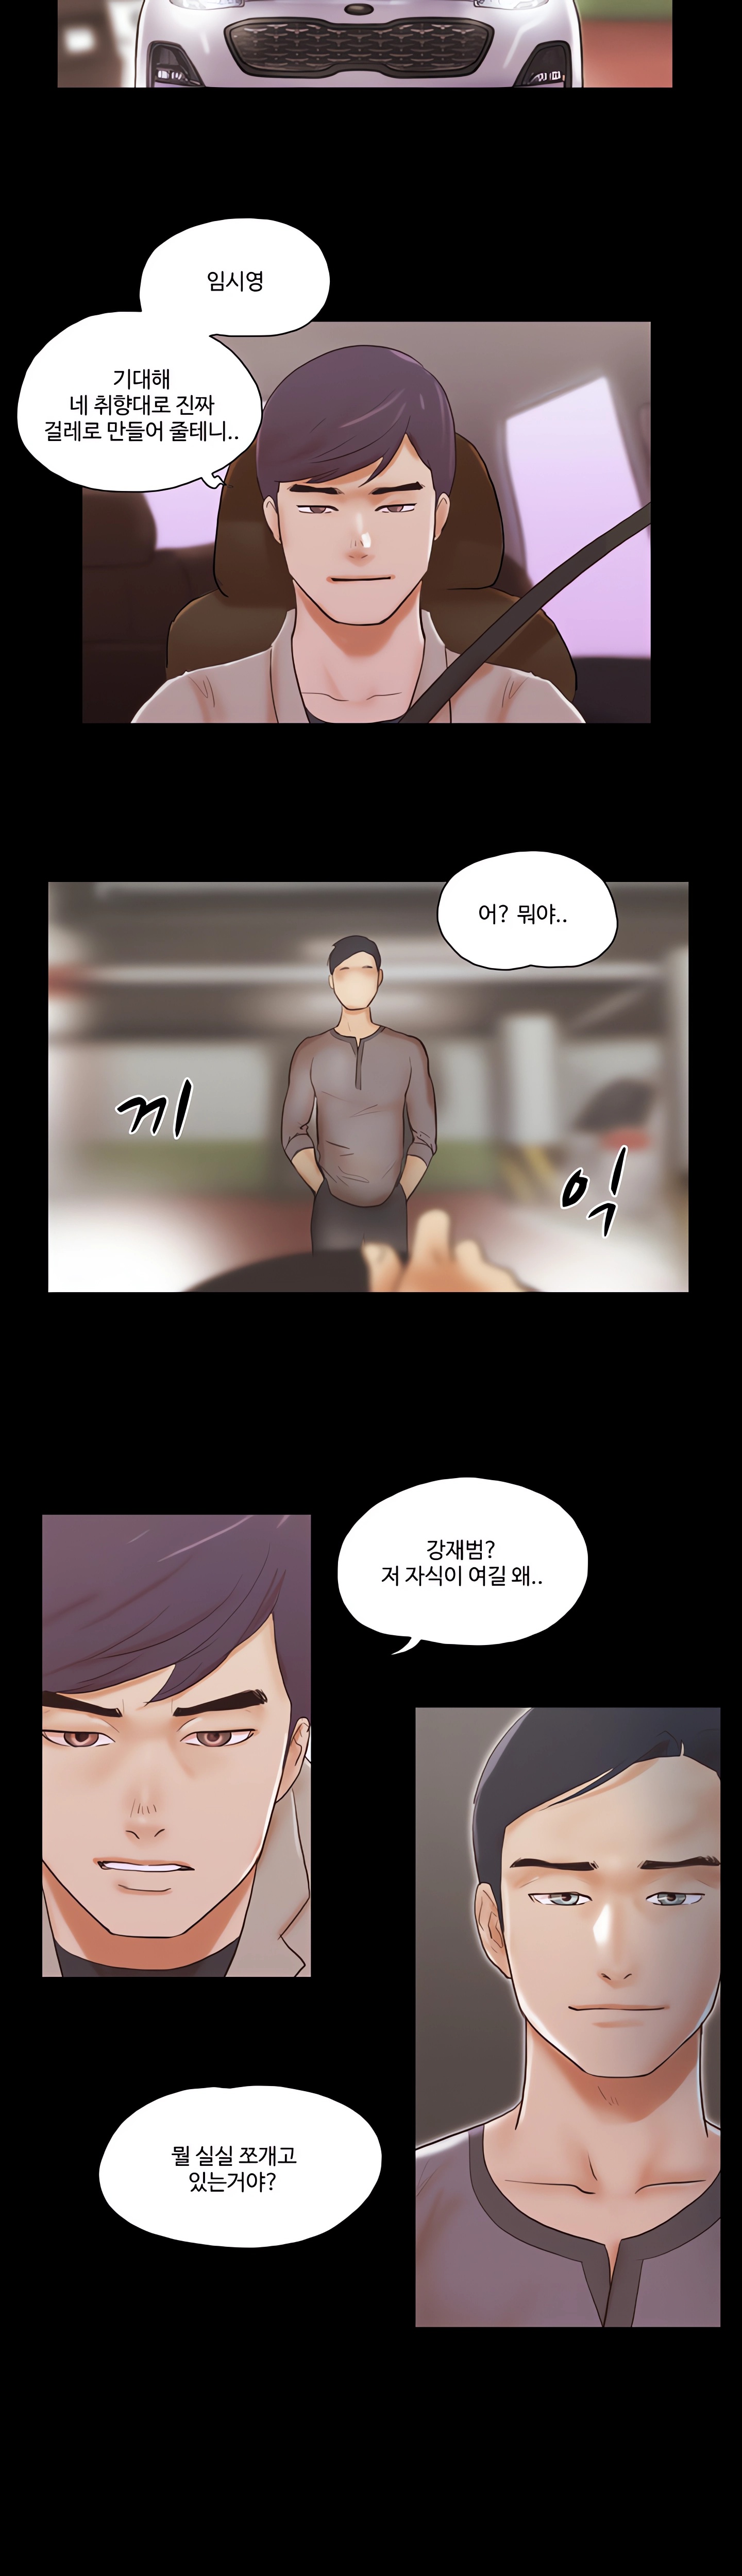 임시영
기대해
네 취향대로 진짜
걸레로 만들어 줄테니..
어? 뭐야..
끼
익
강재범?
저 자식이 여길 왜..
뭘 실실 쪼개고
있는거야?